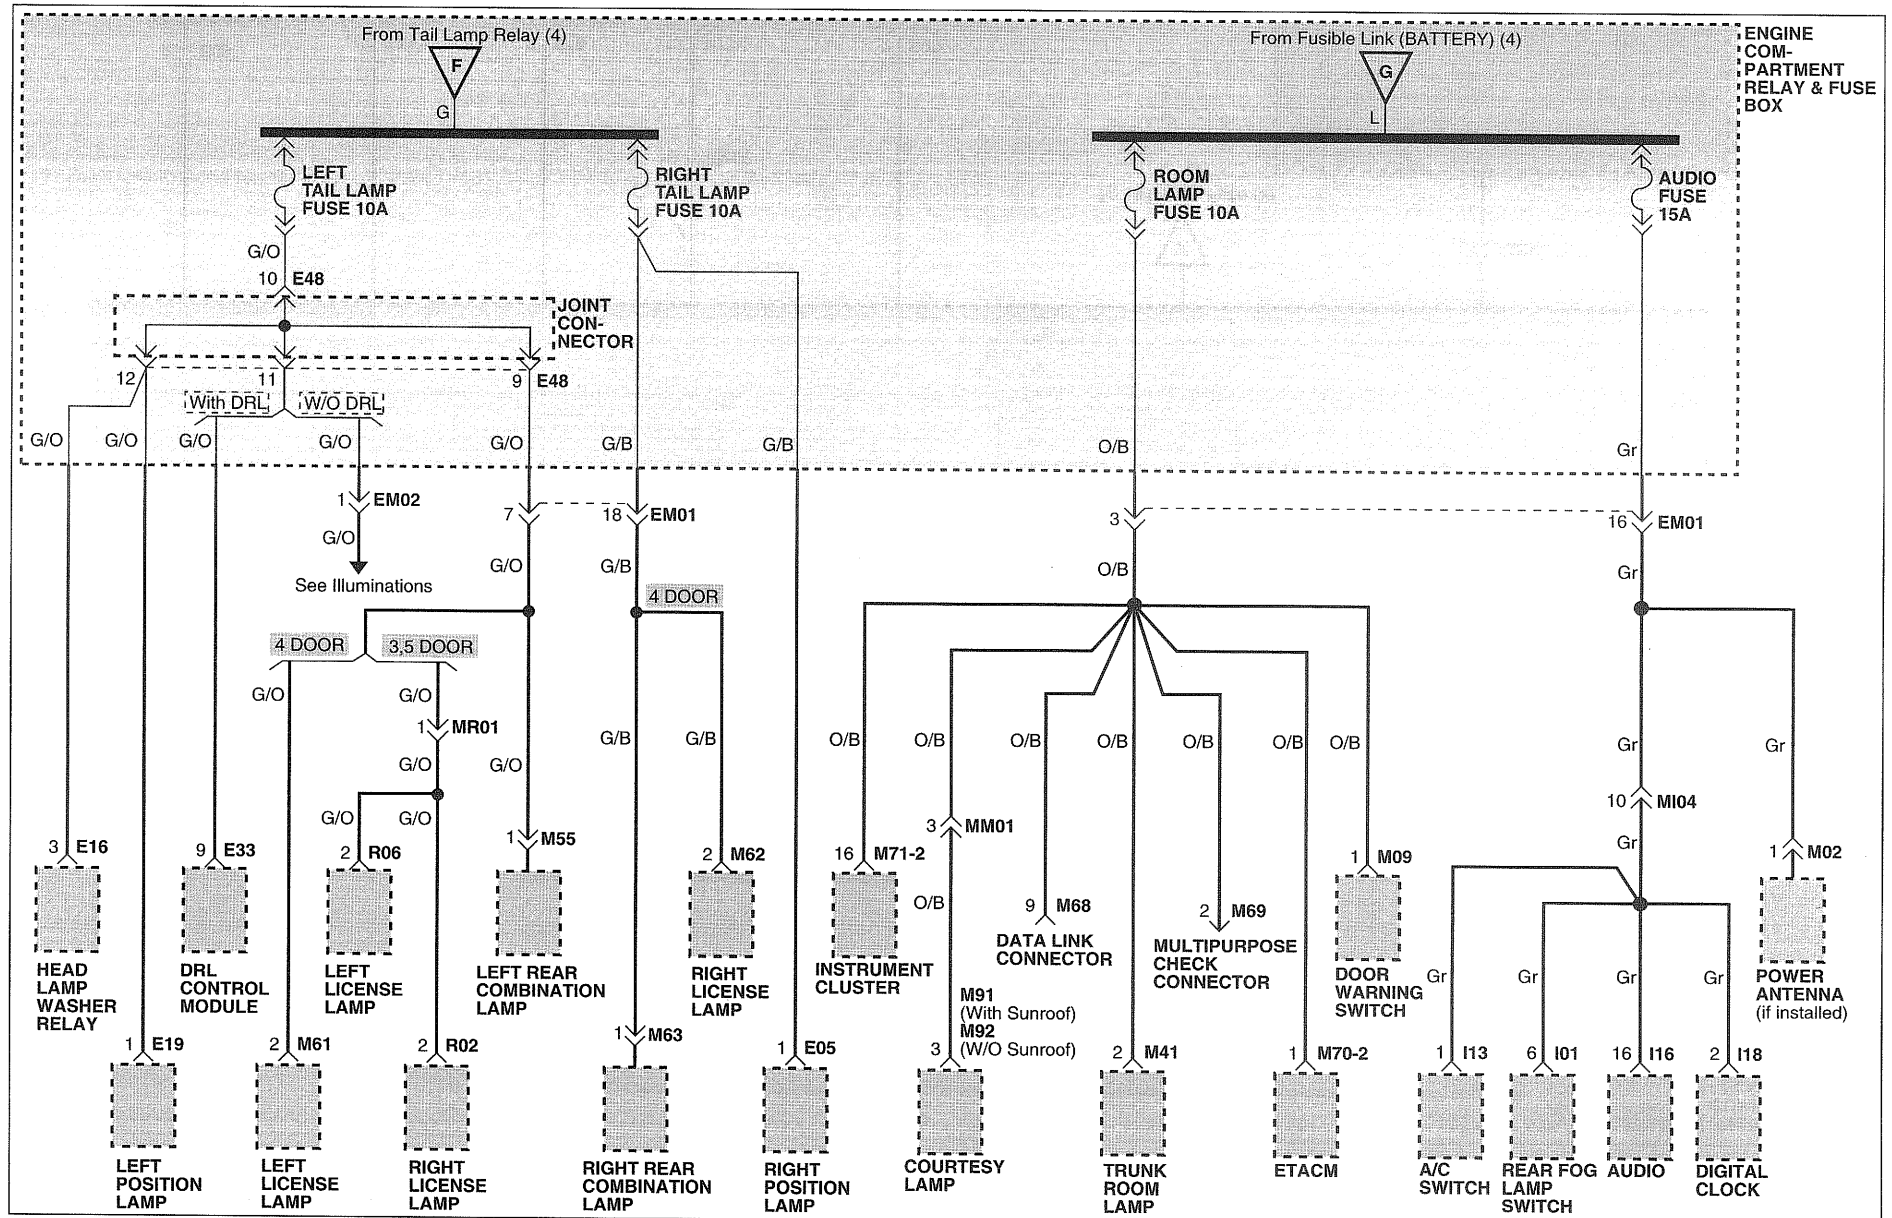 From Tail Lamp Relay (4)
F
G
From Fusible Link (BATTERY) (4)
G
L
ENGINE
COM-
PARTMENT
RELAY & FUSE
BOX
LEFT
TAIL LAMP
FUSE 10A
RIGHT
TAIL LAMP
FUSE 10A
ROOM
LAMP
FUSE 10A
AUDIO
FUSE
15A
G/O
10 E48
JOINT
CON-
NECTOR
12
11
9 E48
With DRL
W/O DRL
G/O
G/O
G/O
G/O
G/O
G/B
G/B
O/B
Gr
1 EM02
G/O
See Illuminations
7
18 EM01
3
16 EM01
G/O
G/B
O/B
Gr
4 DOOR
4 DOOR
3,5 DOOR
G/O
G/O
1 MR01
G/O
G/O
G/O
G/O
G/B
G/B
O/B
O/B
O/B
O/B
O/B
O/B
O/B
Gr
Gr
10 MI04
Gr
3 MM01
O/B
3 E16
HEAD
LAMP
WASHER
RELAY
9 E33
DRL
CONTROL
MODULE
2 R06
LEFT
LICENSE
LAMP
1 M55
LEFT REAR
COMBINATION
LAMP
2 M62
RIGHT
LICENSE
LAMP
16 M71-2
INSTRUMENT
CLUSTER
9 M68
DATA LINK
CONNECTOR
2 M69
MULTIPURPOSE
CHECK
CONNECTOR
1 M09
DOOR
WARNING
SWITCH
1 M02
POWER
ANTENNA
(if installed)
Gr
Gr
Gr
Gr
1 E19
LEFT
POSITION
LAMP
2 M61
LEFT
LICENSE
LAMP
2 R02
RIGHT
LICENSE
LAMP
1 M63
RIGHT REAR
COMBINATION
LAMP
1 E05
RIGHT
POSITION
LAMP
M91
(With Sunroof)
M92
3 (W/O Sunroof)
COURTESY
LAMP
2 M41
TRUNK
ROOM
LAMP
1 M70-2
ETACM
1 I13
A/C
SWITCH
6 I01
REAR FOG
LAMP
SWITCH
16 I16
AUDIO
2 I18
DIGITAL
CLOCK